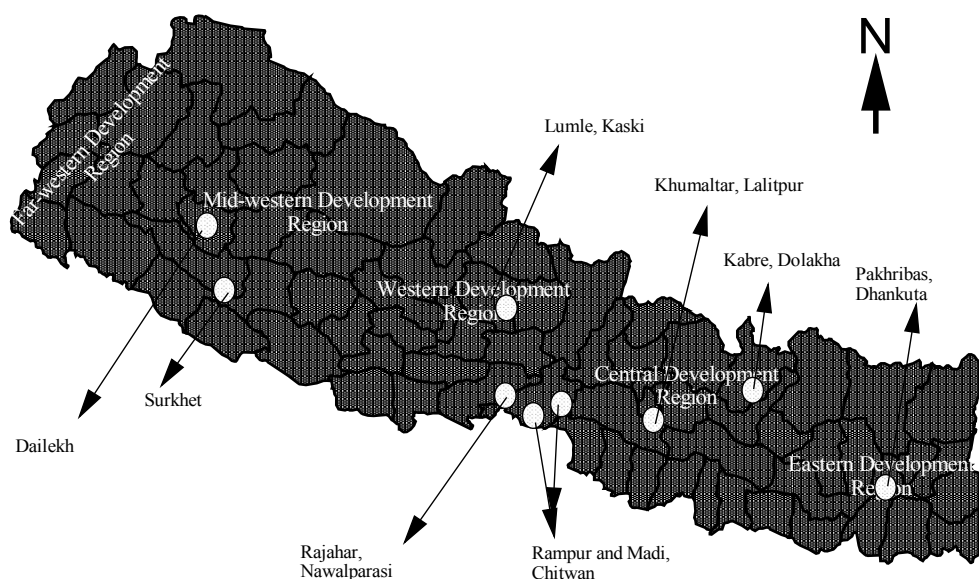 N
Lumle, Kaski
Khumaltar, Lalitpur
Kabre, Dolakha
Pakhribas,
Dhankuta
Far-western Development
Region
Mid-western Development
Region
Western Development
Region
Central Development
Region
Eastern Development
Region
Surkhet
Dailekh
Rajahar,
Nawalparasi
Rampur and Madi,
Chitwan